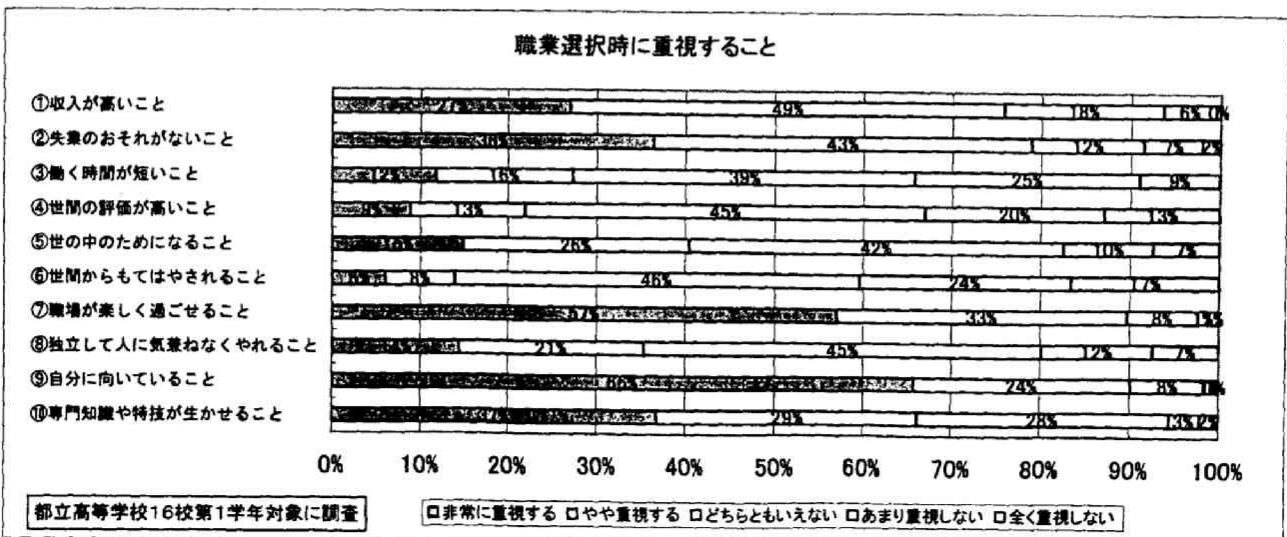 職業選択時に重視すること
①収入が高いこと 27% 49% 18% 6% 0%
②失業のおそれがないこと 36% 43% 12% 7% 2%
③働く時間が短いこと 12% 16% 39% 25% 9%
④世間の評価が高いこと 9% 13% 45% 20% 13%
⑤世の中のためになること 26% 42% 10% 7%
⑥世間からもてはやされること 6% 8% 46% 24% 17%
⑦職場が楽しく過ごせること 57% 33% 8%
⑧独立して人に気兼ねなくやれること 14% 21% 45% 12% 7%
⑨自分に向いていること 66% 24% 8%
⑩専門知識や特技が生かせること 37% 29% 28% 3% 2%
0% 10% 20% 30% 40% 50% 60% 70% 80% 90% 100%
都立高等学校16校第1学年対象に調査
非常に重視する やや重視する どちらともいえない あまり重視しない 全く重視しない